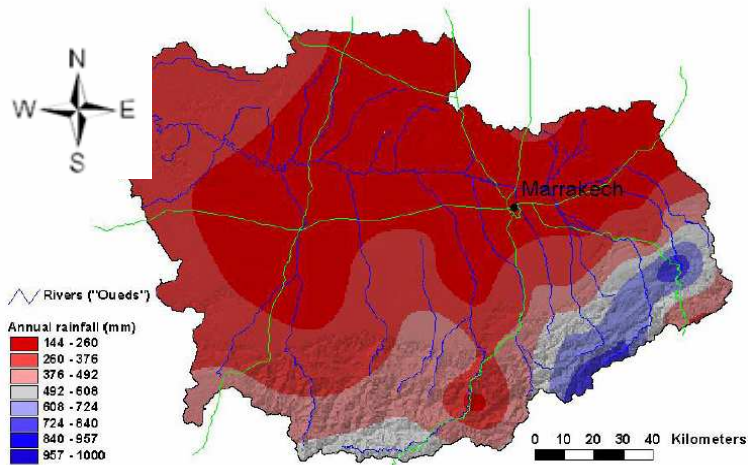 N
W E
S
Marrakech
Rivers ("Oueds")
Annual rainfall (mm)
144 - 260
260 - 376
376 - 492
492 - 608
608 - 724
724 - 840
840 - 957
957 - 1000
0 10 20 30 40 Kilometers